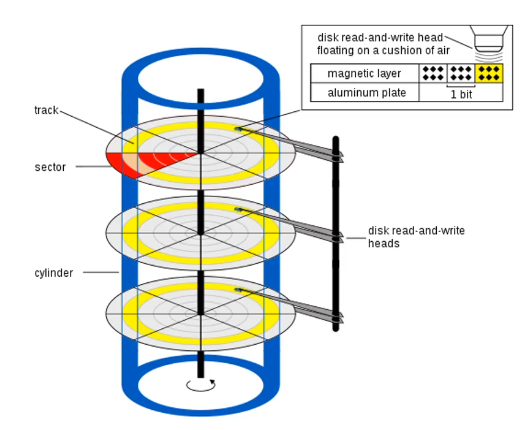 disk read-and-write head
floating on a cushion of air
magnetic layer
aluminum plate
1 bit
track
sector
disk read-and-write
heads
cylinder